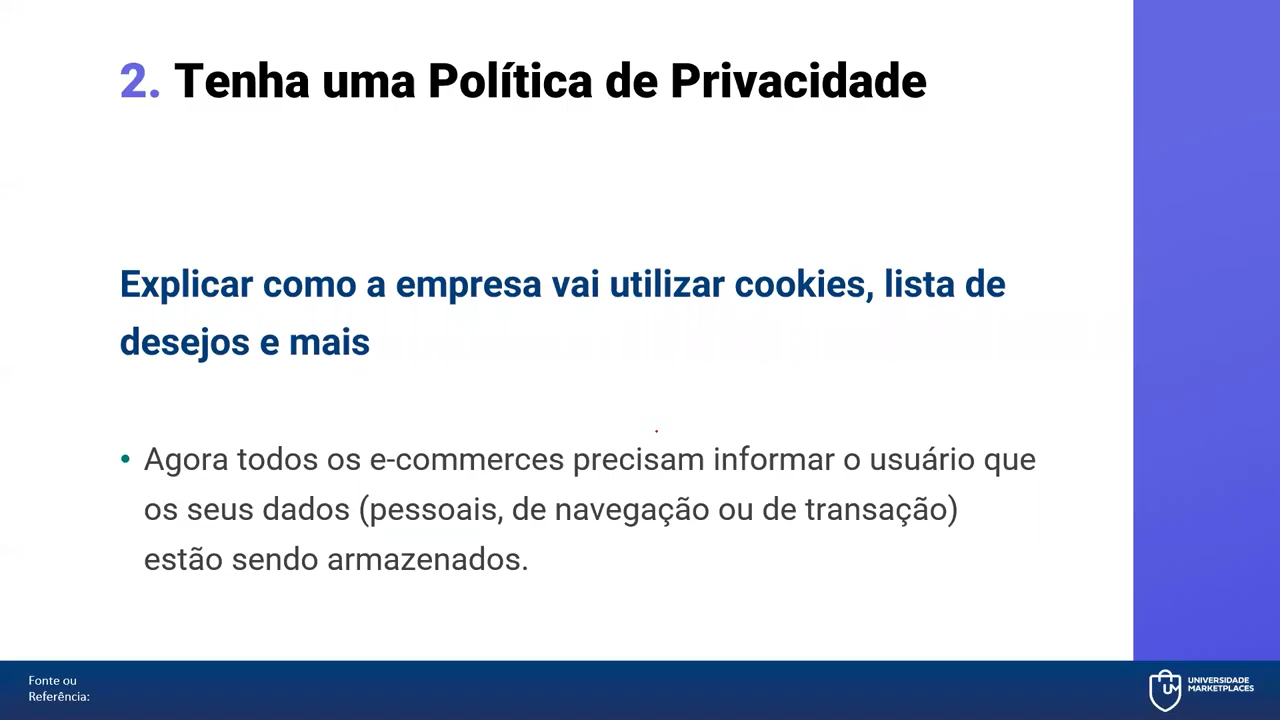 2. Tenha uma Política de Privacidade
Explicar como a empresa vai utilizar cookies, lista de
desejos e mais
• Agora todos os e-commerces precisam informar o usuário que
os seus dados (pessoais, de navegação ou de transação)
estão sendo armazenados.
Fonte ou
Referência:
UM
UNIVERSIDADE
MARKETPLACES